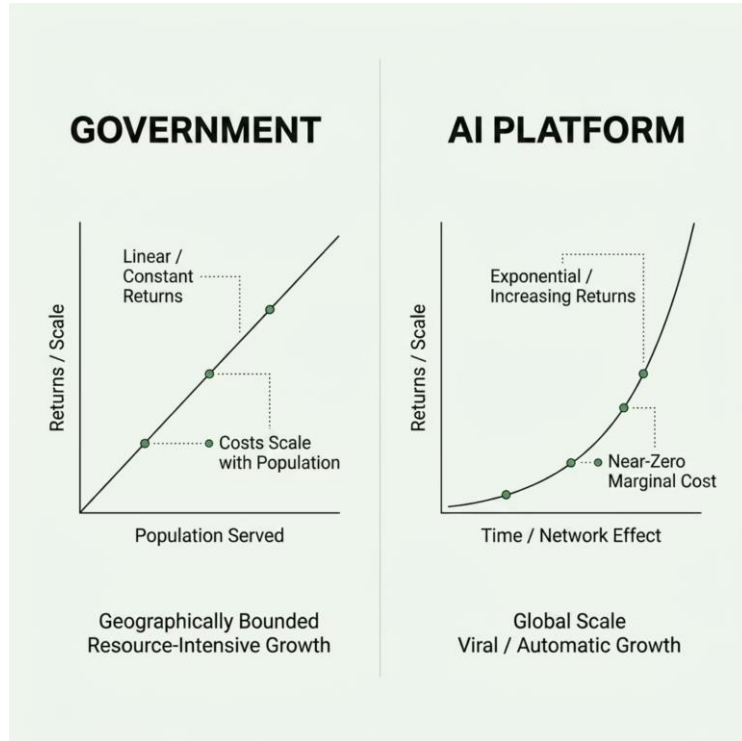 GOVERNMENT
Linear /
Constant
Returns
Costs Scale
with Population
Returns / Scale
Population Served
Geographically Bounded
Resource-Intensive Growth
AI PLATFORM
Exponential /
Increasing Returns
Near-Zero
Marginal Cost
Returns / Scale
Time / Network Effect
Global Scale
Viral / Automatic Growth